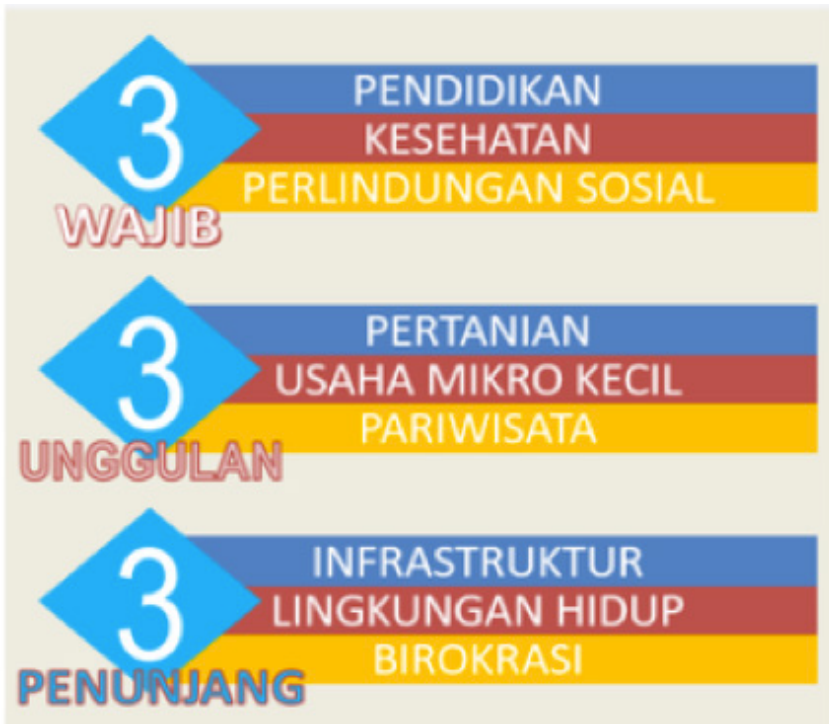 3
WAJIB
PENDIDIKAN
KESEHATAN
PERLINDUNGAN SOSIAL
3
UNGGULAN
PERTANIAN
USAHA MIKRO KECIL
PARIWISATA
3
PENUNJANG
INFRASTRUKTUR
LINGKUNGAN HIDUP
BIROKRASI